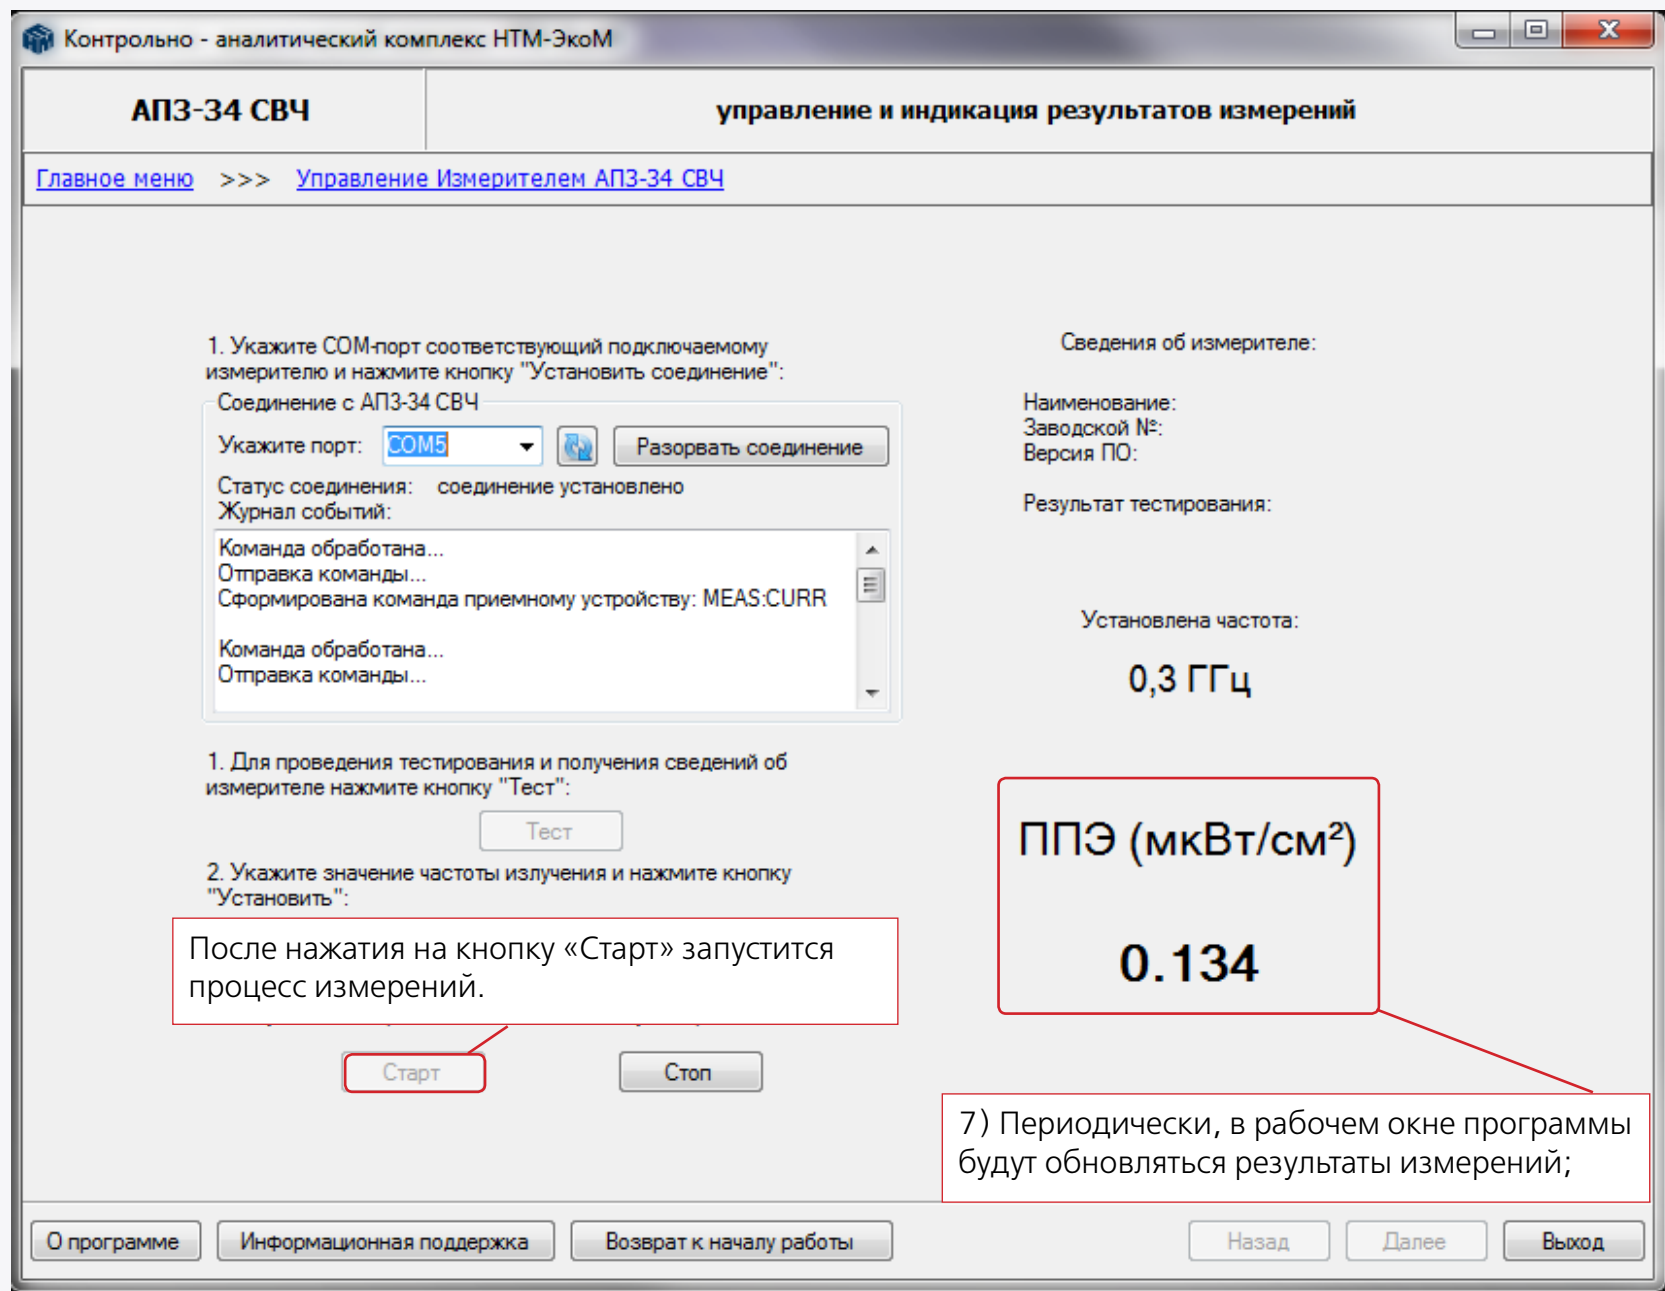 Контрольно - аналитический комплекс НТМ-ЭкоМ
АПЗ-34 СВЧ
управление и индикация результатов измерений
Главное меню >>> Управление Измерителем АПЗ-34 СВЧ
1. Укажите COM-порт соответствующий подключаемому
измерителю и нажмите кнопку "Установить соединение":
Соединение с АПЗ-34 СВЧ
Укажите порт: COM5 Разорвать соединение
Статус соединения: соединение установлено
Журнал событий:
Команда обработана...
Отправка команды...
Сформирована команда приемному устройству: MEAS:CURR
Команда обработана...
Отправка команды...
1. Для проведения тестирования и получения сведений об
измерителе нажмите кнопку "Тест":
Тест
2. Укажите значение частоты излучения и нажмите кнопку
"Установить":
После нажатия на кнопку «Старт» запустится
процесс измерений.
Старт Стоп
Сведения об измерителе:
Наименование:
Заводской №:
Версия ПО:
Результат тестирования:
Установлена частота:
0,3 ГГц
ППЭ (мкВт/см²)
0.134
7) Периодически, в рабочем окне программы
будут обновляться результаты измерений;
О программе Информационная поддержка Возврат к началу работы Назад Далее Выход